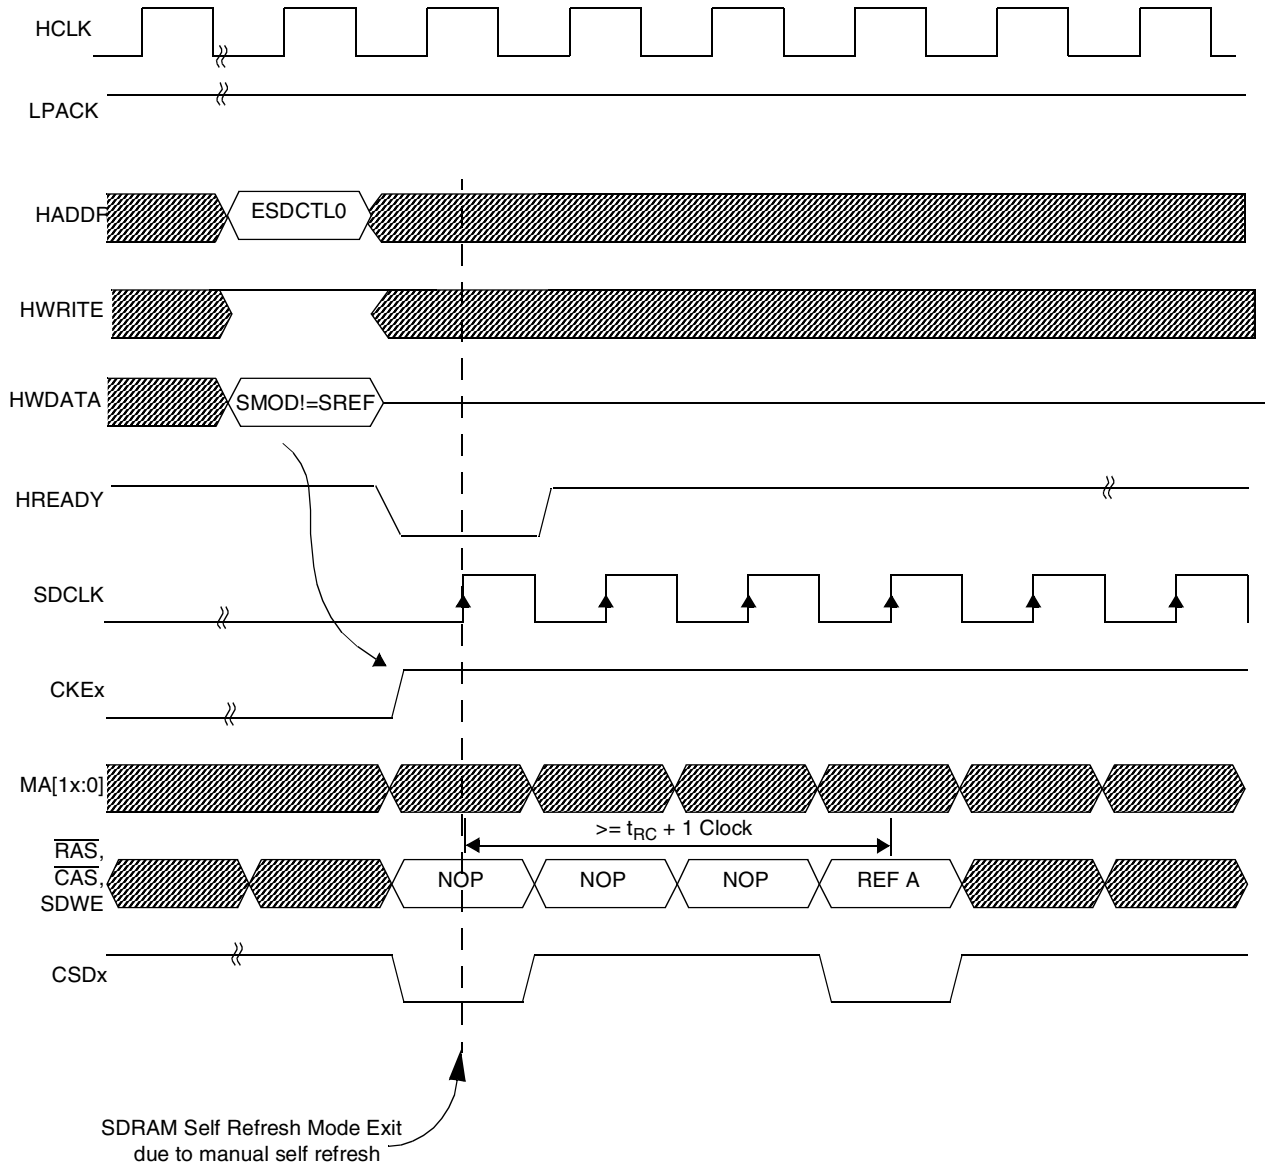 HCLK
LPACK
HADDR
ESDCTL0
HWRITE
HWDATA
SMOD!=SREF
HREADY
SDCLK
CKEx
MA[1x:0]
>= tRC + 1 Clock
RAS,
CAS,
SDWE
NOP
NOP
NOP
REF A
CSDx
SDRAM Self Refresh Mode Exit
due to manual self refresh